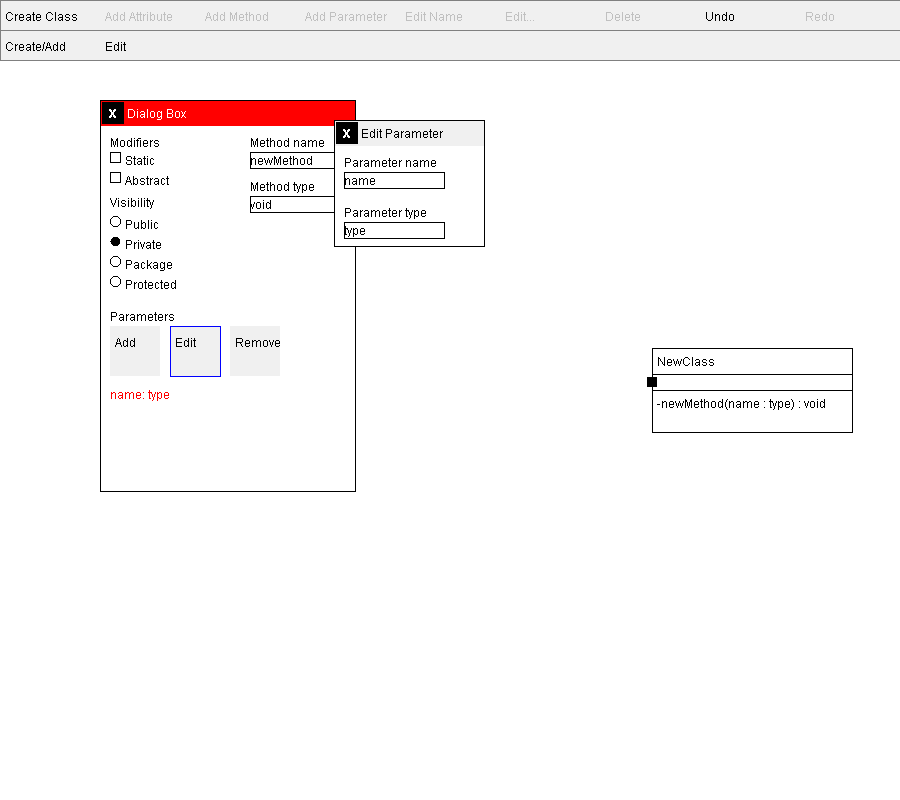 Create Class Add Attribute Add Method Add Parameter Edit Name Edit... Delete Undo Redo
Create/Add Edit
X Dialog Box
Modifiers
Static
Abstract
Visibility
Public
Private
Package
Protected
Method name
newMethod
Method type
void
Parameters
Add Edit Remove
name: type
X Edit Parameter
Parameter name
name
Parameter type
type
NewClass
-newMethod(name : type) : void